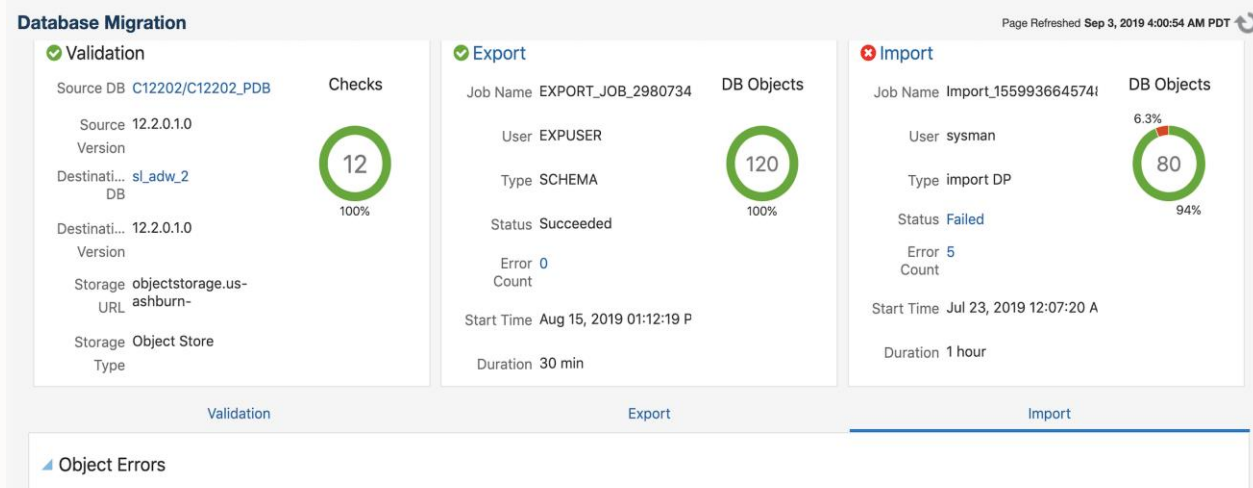 Database Migration
Page Refreshed Sep 3, 2019 4:00:54 AM PDT
Validation
Source DB C12202/C12202_PDB
Source Version 12.2.0.1.0
Destinati... DB sl_adw_2
Destinati... Version 12.2.0.1.0
Storage URL objectstorage.us-ashburn-
Storage Type Object Store
Checks
12
100%
Export
Job Name EXPORT_JOB_2980734
User EXPUSER
Type SCHEMA
Status Succeeded
Error Count 0
Start Time Aug 15, 2019 01:12:19 P
Duration 30 min
DB Objects
120
100%
Import
Job Name Import_155993664574
User sysman
Type import DP
Status Failed
Error Count 5
Start Time Jul 23, 2019 12:07:20 A
Duration 1 hour
DB Objects
6.3%
80
94%
Validation
Export
Import
Object Errors